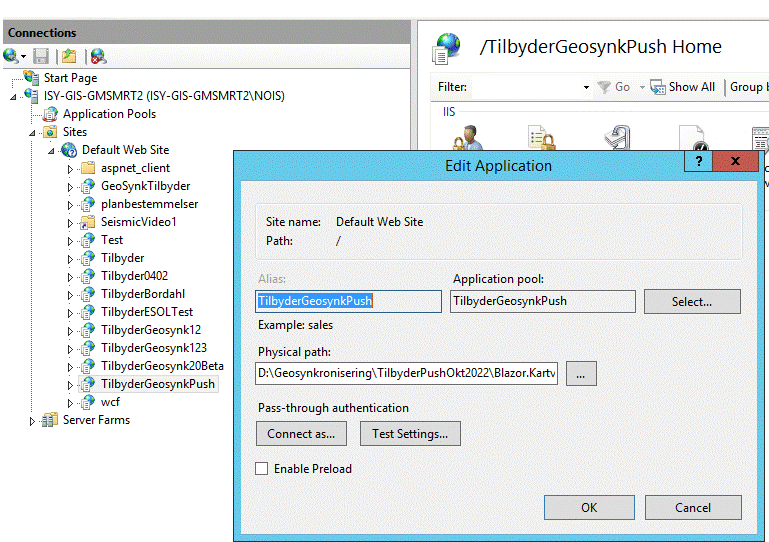 Connections
Start Page
ISY-GIS-GMSMRT2 (ISY-GIS-GMSMRT2\NOIS)
Application Pools
Sites
Default Web Site
aspnet_client
GeoSynkTilbyder
planbestemmelser
SeismicVideo1
Test
Tilbyder
Tilbyder0402
TilbyderBordahl
TilbyderESOLTest
TilbyderGeosynk12
TilbyderGeosynk123
TilbyderGeosynk20Beta
TilbyderGeosynkPush
wcf
Server Farms
/TilbyderGeosynkPush Home
Filter: Go Show All Group b
IIS
Edit Application
? x
Site name: Default Web Site
Path: /
Alias: Application pool:
TilbyderGeosynkPush TilbyderGeosynkPush Select...
Example: sales
Physical path:
D:\Geosynkronisering\TilbyderPushOkt2022\Blazor.Kartv ...
Pass-through authentication
Connect as... Test Settings...
Enable Preload
OK Cancel